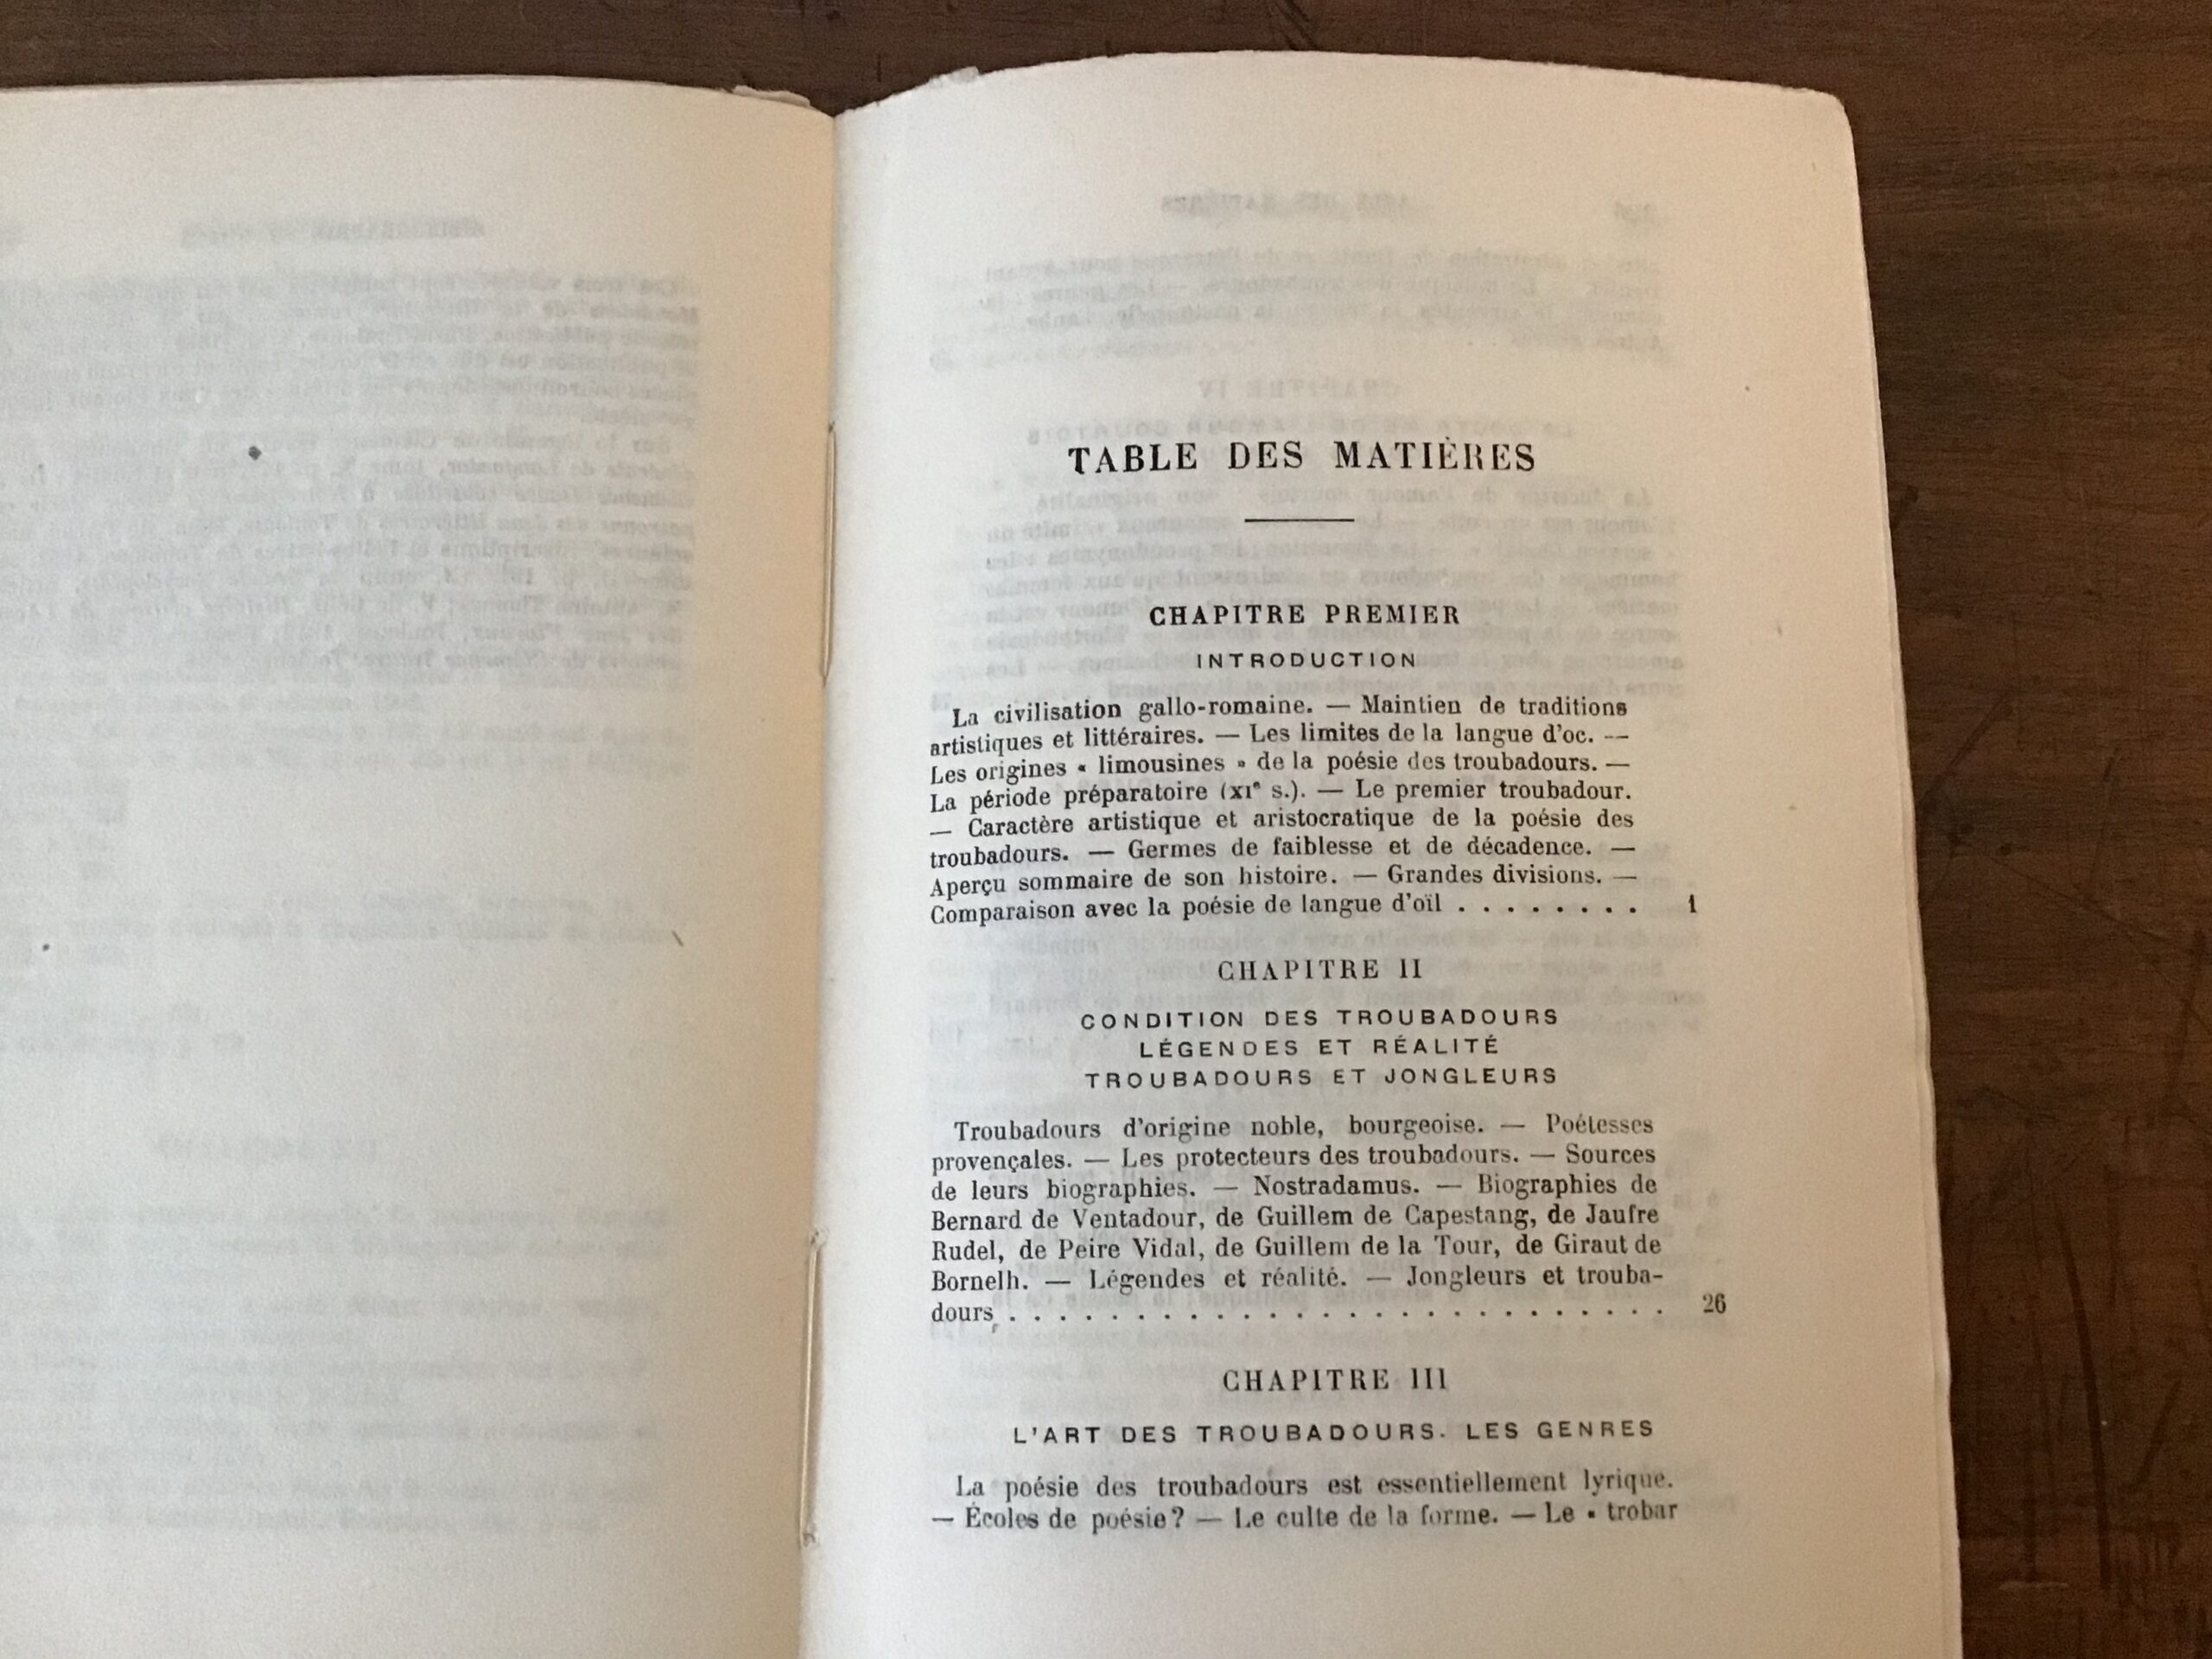 TABLE DES MATIÈRES
CHAPITRE PREMIER
INTRODUCTION
La civilisation gallo-romaine. — Maintien de traditions
artistiques et littéraires. — Les limites de la langue d'oc. —
Les origines « limousines » de la poésie des troubadours. —
La période préparatoire (XIe s.). — Le premier troubadour.
— Caractère artistique et aristocratique de la poésie des
troubadours. — Germes de faiblesse et de décadence. —
Aperçu sommaire de son histoire. — Grandes divisions. —
Comparaison avec la poésie de langue d'oïl . . . . . . . . 1
CHAPITRE II
CONDITION DES TROUBADOURS
LÉGENDES ET RÉALITÉ
TROUBADOURS ET JONGLEURS
Troubadours d'origine noble, bourgeoise. — Poétesses
provençales. — Les protecteurs des troubadours. — Sources
de leurs biographies. — Nostradamus. — Biographies de
Bernard de Ventadour, de Guillem de Capestang, de Jaufre
Rudel, de Peire Vidal, de Guillem de la Tour, de Giraut de
Bornelh. — Légendes et réalité. — Jongleurs et trouba-
dours . . . . . . . . . . . . . . . . . . . . . . . . . . 26
CHAPITRE III
L'ART DES TROUBADOURS. LES GENRES
La poésie des troubadours est essentiellement lyrique.
— Écoles de poésie? — Le culte de la forme. — Le « trobar